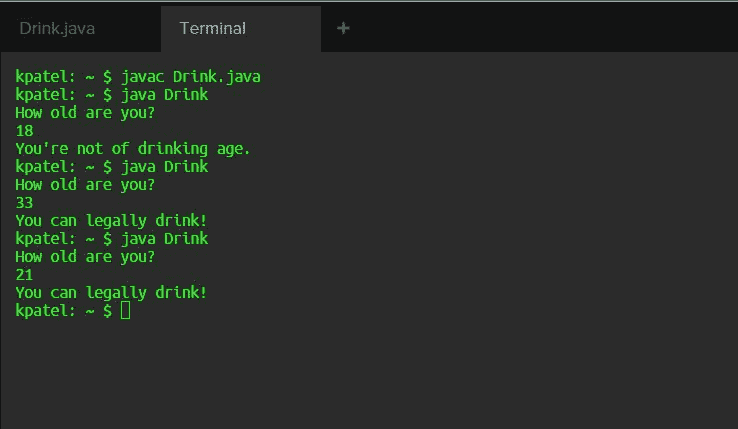 Drink.java Terminal +
kpatel: ~ $ javac Drink.java
kpatel: ~ $ java Drink
How old are you?
18
You're not of drinking age.
kpatel: ~ $ java Drink
How old are you?
33
You can legally drink!
kpatel: ~ $ java Drink
How old are you?
21
You can legally drink!
kpatel: ~ $